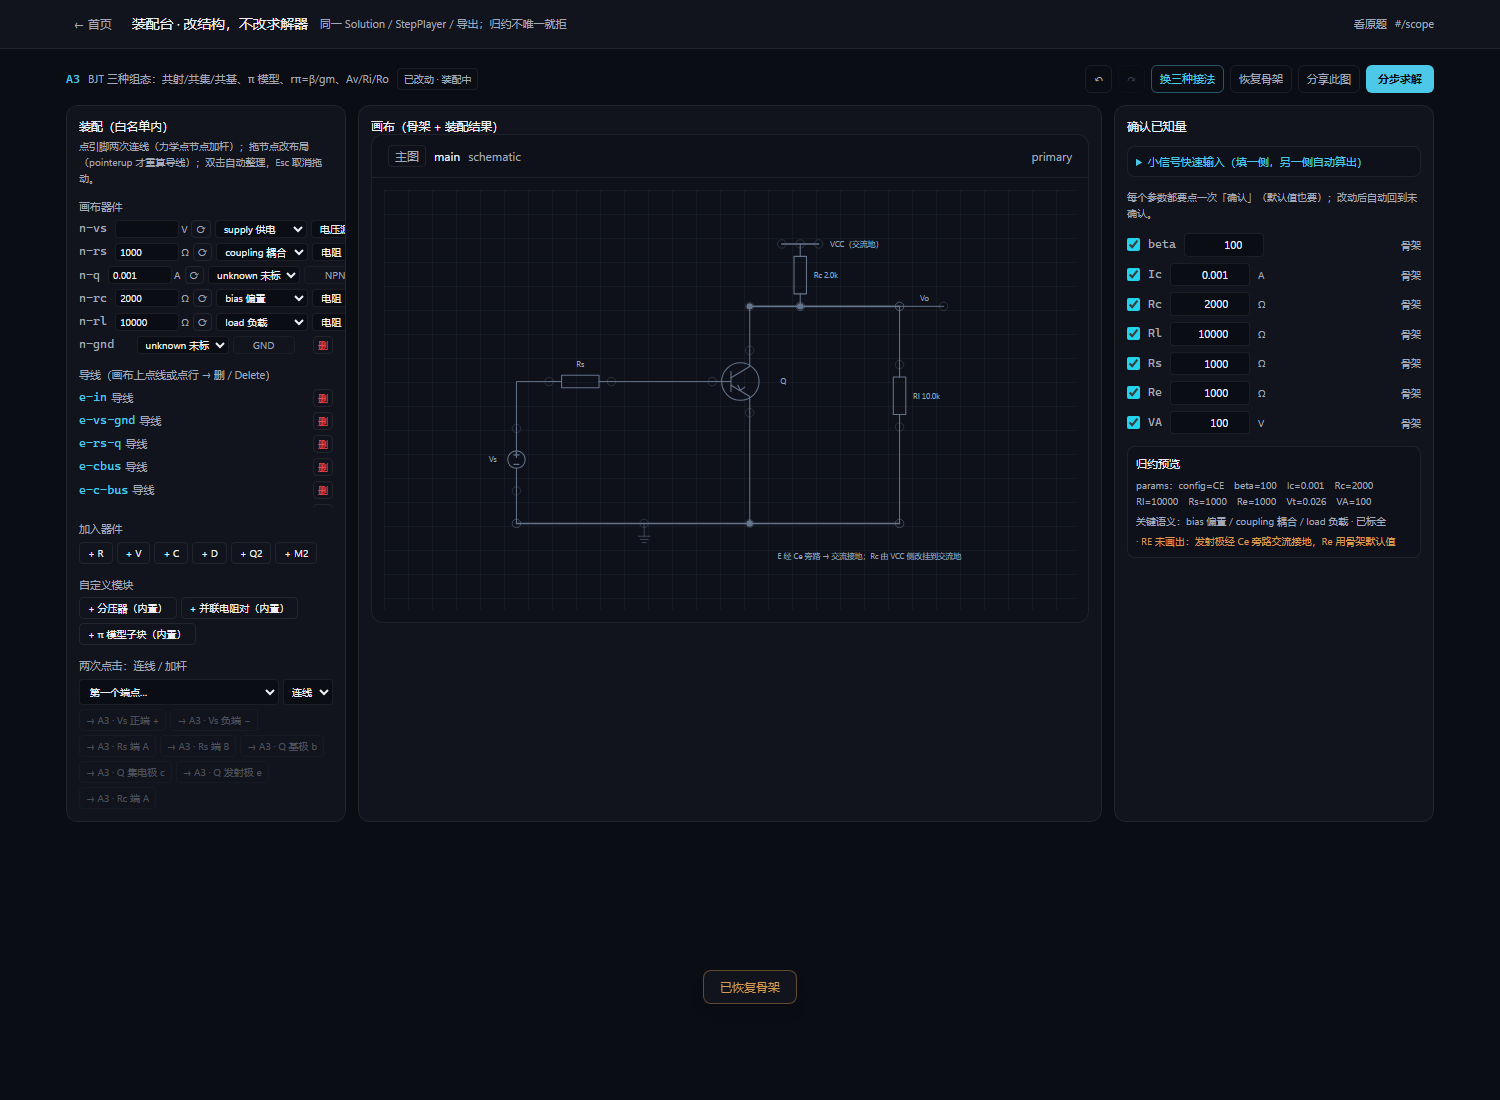 ← 首页 装配台 · 改结构，不改求解器 同一 Solution / StepPlayer / 导出；归约不唯一就拒 看原题 #/scope
A3 BJT 三种组态：共射/共集/共基、π 模型、rπ=β/gm、Av/Ri/Ro 已改动 · 装配中 换三种接法 恢复骨架 分享此图 分步求解
装配（白名单内）
点引脚两次连线（力学点节点加杆）；拖节点改布局
（pointerup 才重算导线）；双击自动整理，Esc 取消拖
动。
画布器件
n-vs V supply 供电 电压源
n-rs 1000 Ω coupling 耦合 电阻
n-q 0.001 A unknown 未标 NPN
n-rc 2000 Ω bias 偏置 电阻
n-rl 10000 Ω load 负载 电阻
n-gnd unknown 未标 GND 删
导线（画布上点线或点行 → 删 / Delete）
e-in 导线 删
e-vs-gnd 导线 删
e-rs-q 导线 删
e-cbus 导线 删
e-c-bus 导线 删
加入器件
+ R + V + C + D + Q2 + M2
自定义模块
+ 分压器（内置） + 并联电阻对（内置）
+ π 模型子块（内置）
两次点击：连线 / 加杆
第一个端点… 连线
→ A3 · Vs 正端 + → A3 · Vs 负端 −
→ A3 · Rs 端 A → A3 · Rs 端 B → A3 · Q 基极 b
→ A3 · Q 集电极 c → A3 · Q 发射极 e
→ A3 · Rc 端 A
画布（骨架 + 装配结果）
主图 main schematic primary
VCC（交流地）
Rc 2.0k
Vo
Rs
Q
Rl 10.0k
Vs
E 经 Ce 旁路 → 交流接地；Rc 由 VCC 侧改挂到交流地
确认已知量
▶ 小信号快速输入（填一侧，另一侧自动算出）
每个参数都要点一次「确认」（默认值也要）；改动后自动回到未
确认。
beta 100 骨架
Ic 0.001 A 骨架
Rc 2000 Ω 骨架
Rl 10000 Ω 骨架
Rs 1000 Ω 骨架
Re 1000 Ω 骨架
VA 100 V 骨架
归约预览
params： config=CE beta=100 Ic=0.001 Rc=2000
Rl=10000 Rs=1000 Re=1000 Vt=0.026 VA=100
关键语义：bias 偏置 / coupling 耦合 / load 负载 · 已标全
· RE 未画出：发射极经 Ce 旁路交流接地，Re 用骨架默认值
已恢复骨架